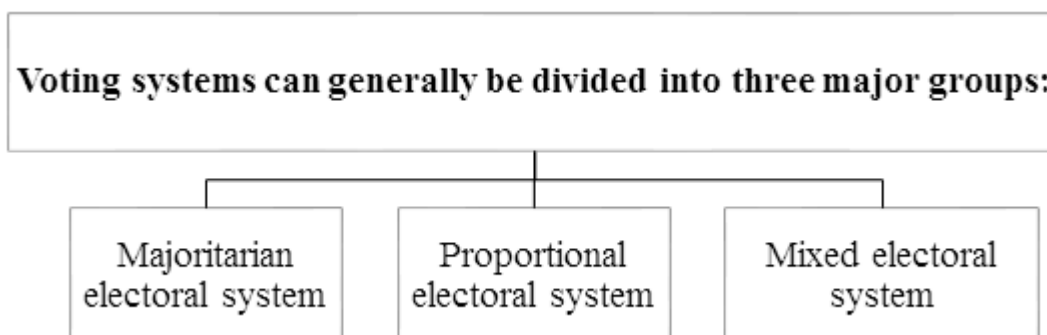 Voting systems can generally be divided into three major groups:
Majoritarian
electoral system
Proportional
electoral system
Mixed electoral
system